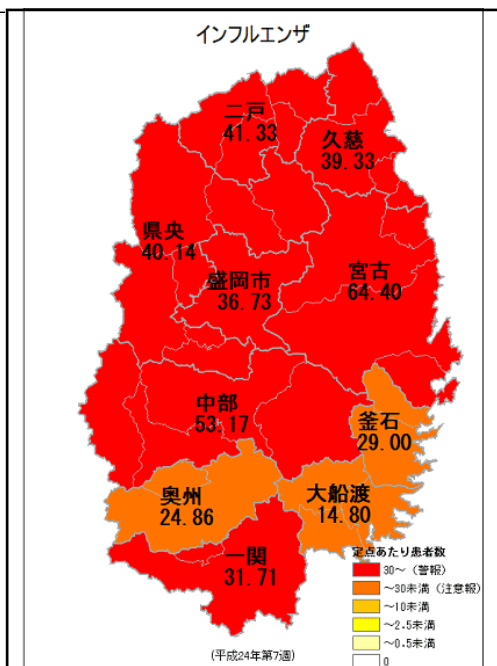 インフルエンザ
二戸
41.33
久慈
39.33
県央
40.14
盛岡市
36.73
宮古
64.40
中部
53.17
釜石
29.00
奥州
24.86
大船渡
14.80
一関
31.71
定点あたり患者数
30～（警報）
～30未満（注意報）
～10未満
～2.5未満
～0.5未満
0
(平成24年第7週)